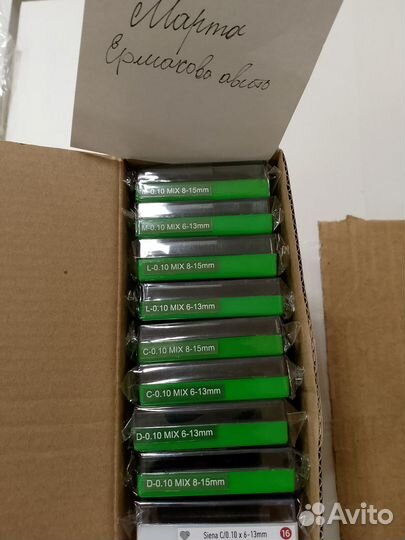 Марта
Ермакова авито
M-0.10 MIX 8-15mm
M-0.10 MIX 6-13mm
L-0.10 MIX 8-15mm
L-0.10 MIX 6-13mm
C-0.10 MIX 8-15mm
C-0.10 MIX 6-13mm
D-0.10 MIX 6-13mm
D-0.10 MIX 8-15mm
Siena C/0.10 x 6-13mm 16
Avito